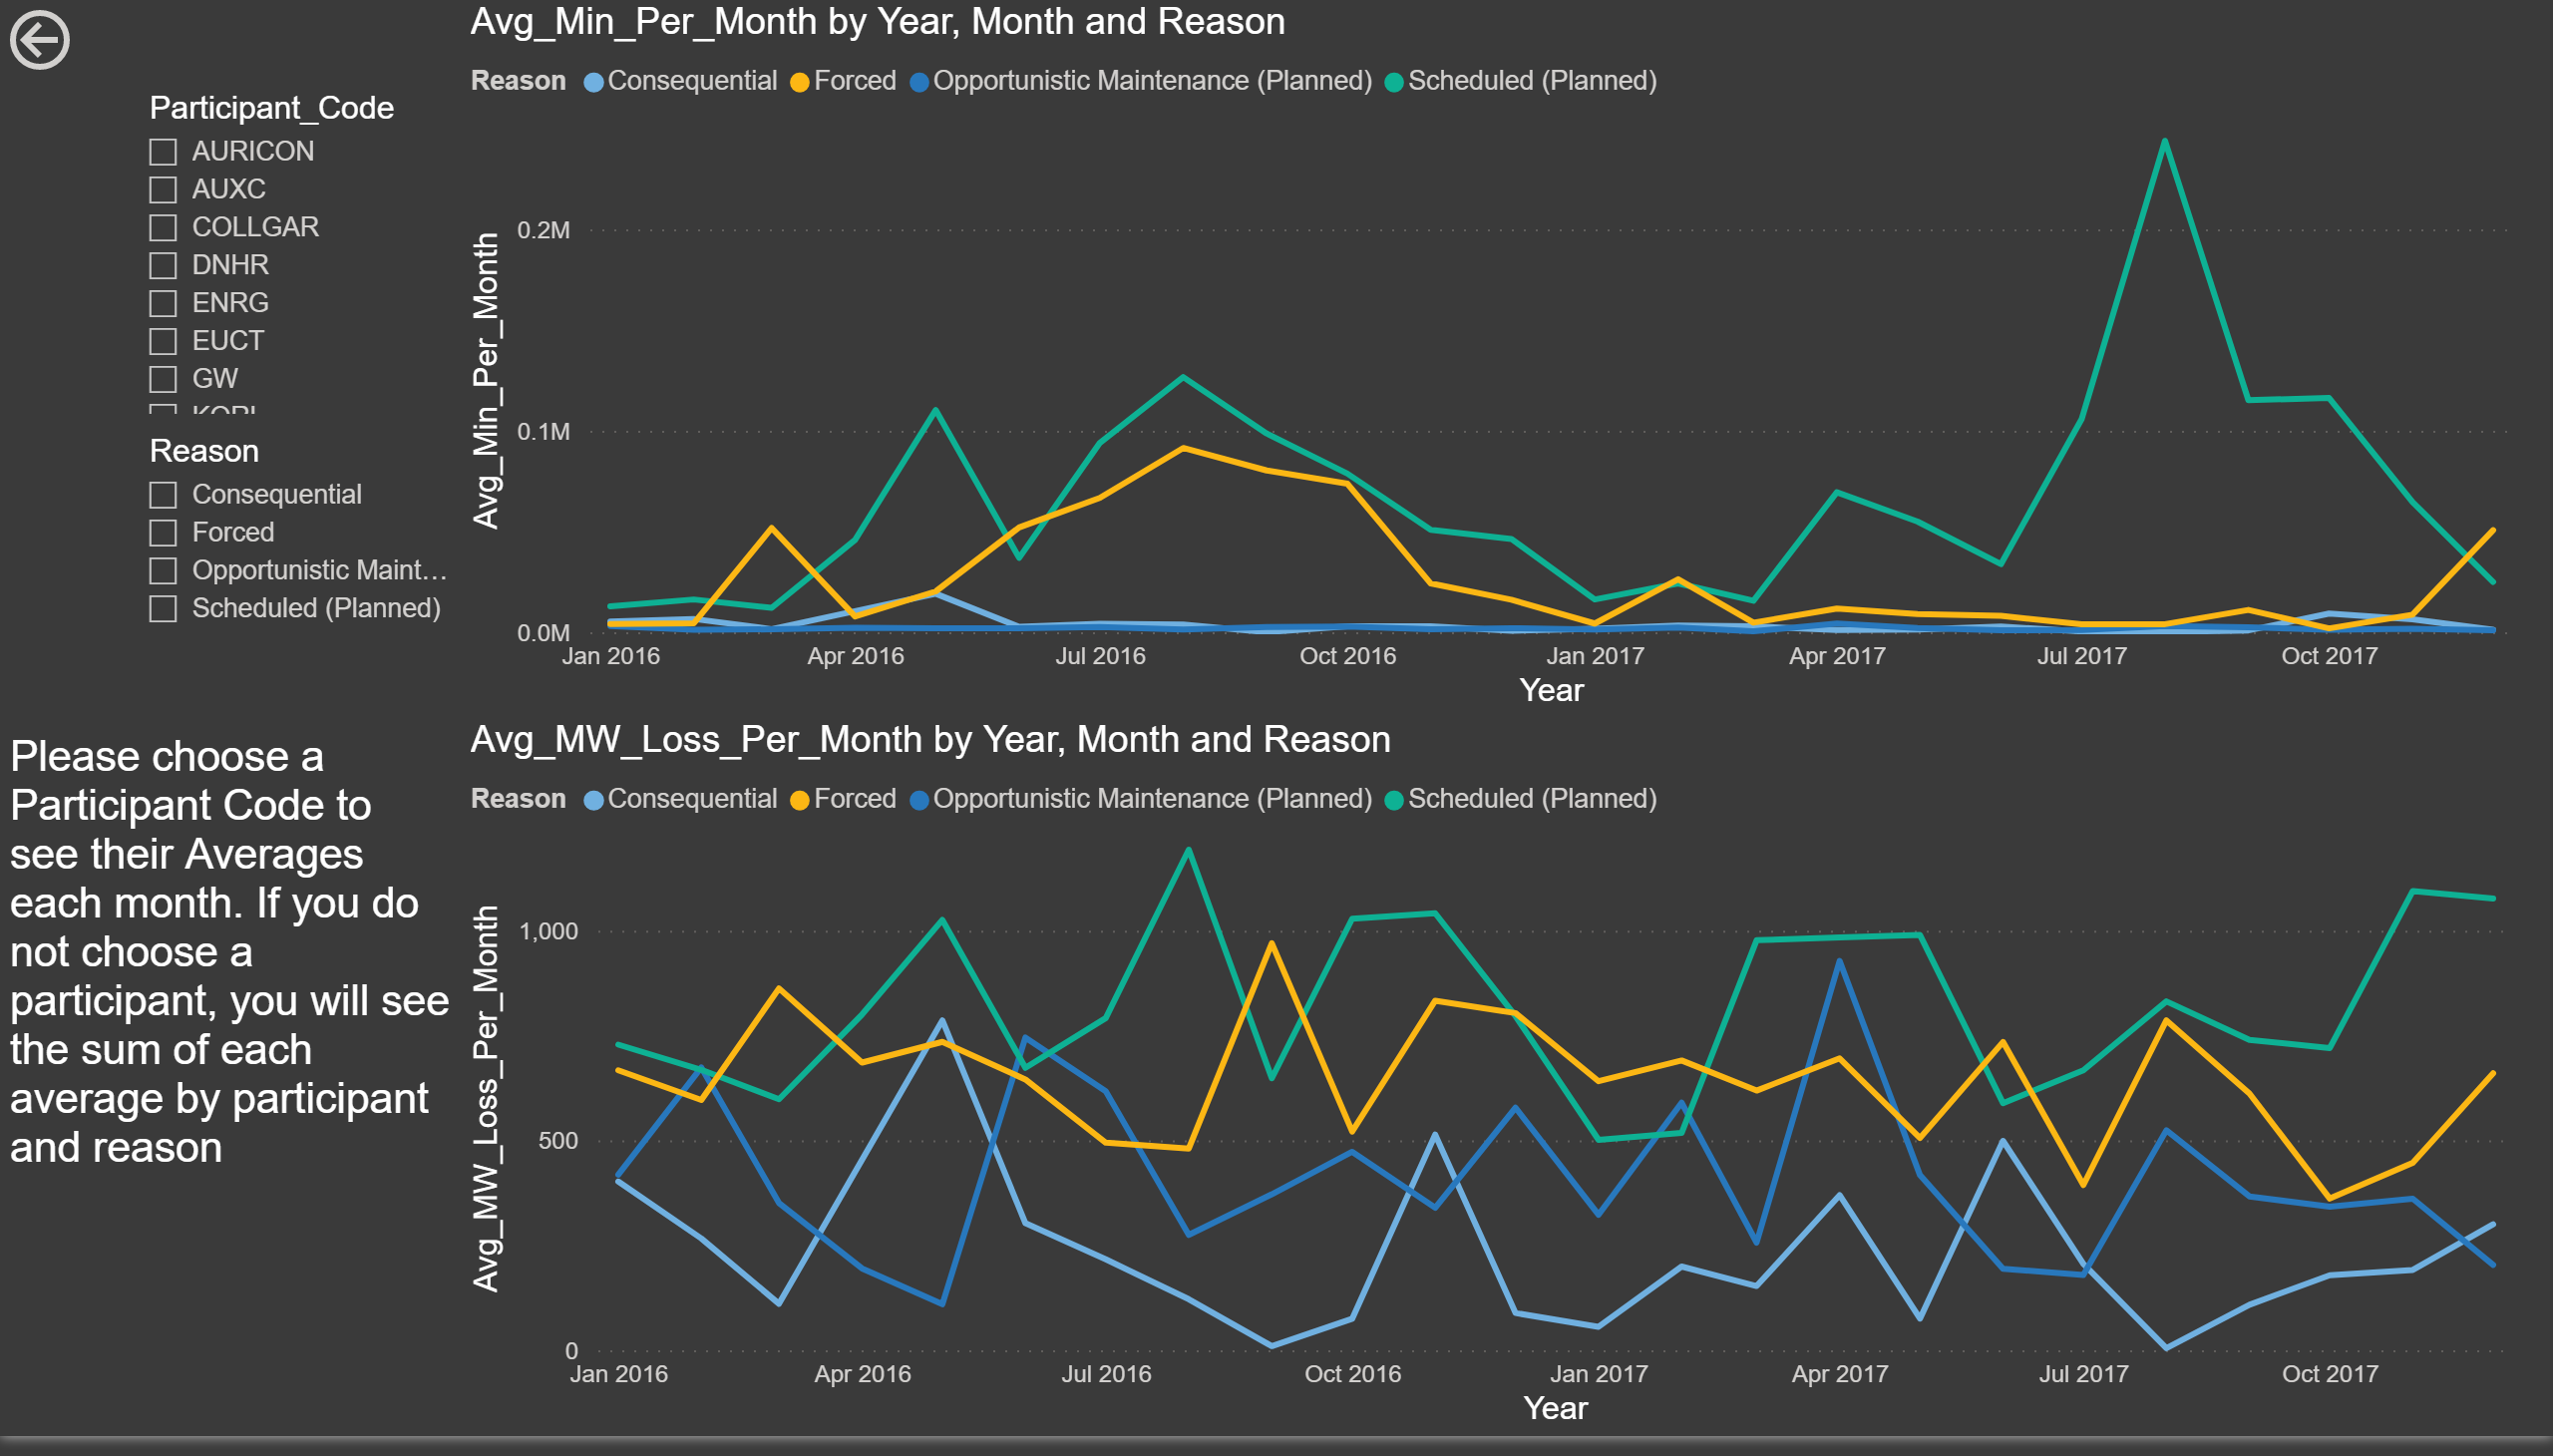 Avg_Min_Per_Month by Year, Month and Reason
Reason Consequential Forced Opportunistic Maintenance (Planned) Scheduled (Planned)
Participant_Code
AURICON
AUXC
COLLGAR
DNHR
ENRG
EUCT
GW
Reason
Consequential
Forced
Opportunistic Maint...
Scheduled (Planned)
Avg_Min_Per_Month
0.2M
0.1M
0.0M
Jan 2016 Apr 2016 Jul 2016 Oct 2016 Jan 2017 Apr 2017 Jul 2017 Oct 2017
Year
Please choose a
Participant Code to
see their Averages
each month. If you do
not choose a
participant, you will see
the sum of each
average by participant
and reason
Avg_MW_Loss_Per_Month by Year, Month and Reason
Reason Consequential Forced Opportunistic Maintenance (Planned) Scheduled (Planned)
Avg_MW_Loss_Per_Month
1,000
500
0
Jan 2016 Apr 2016 Jul 2016 Oct 2016 Jan 2017 Apr 2017 Jul 2017 Oct 2017
Year